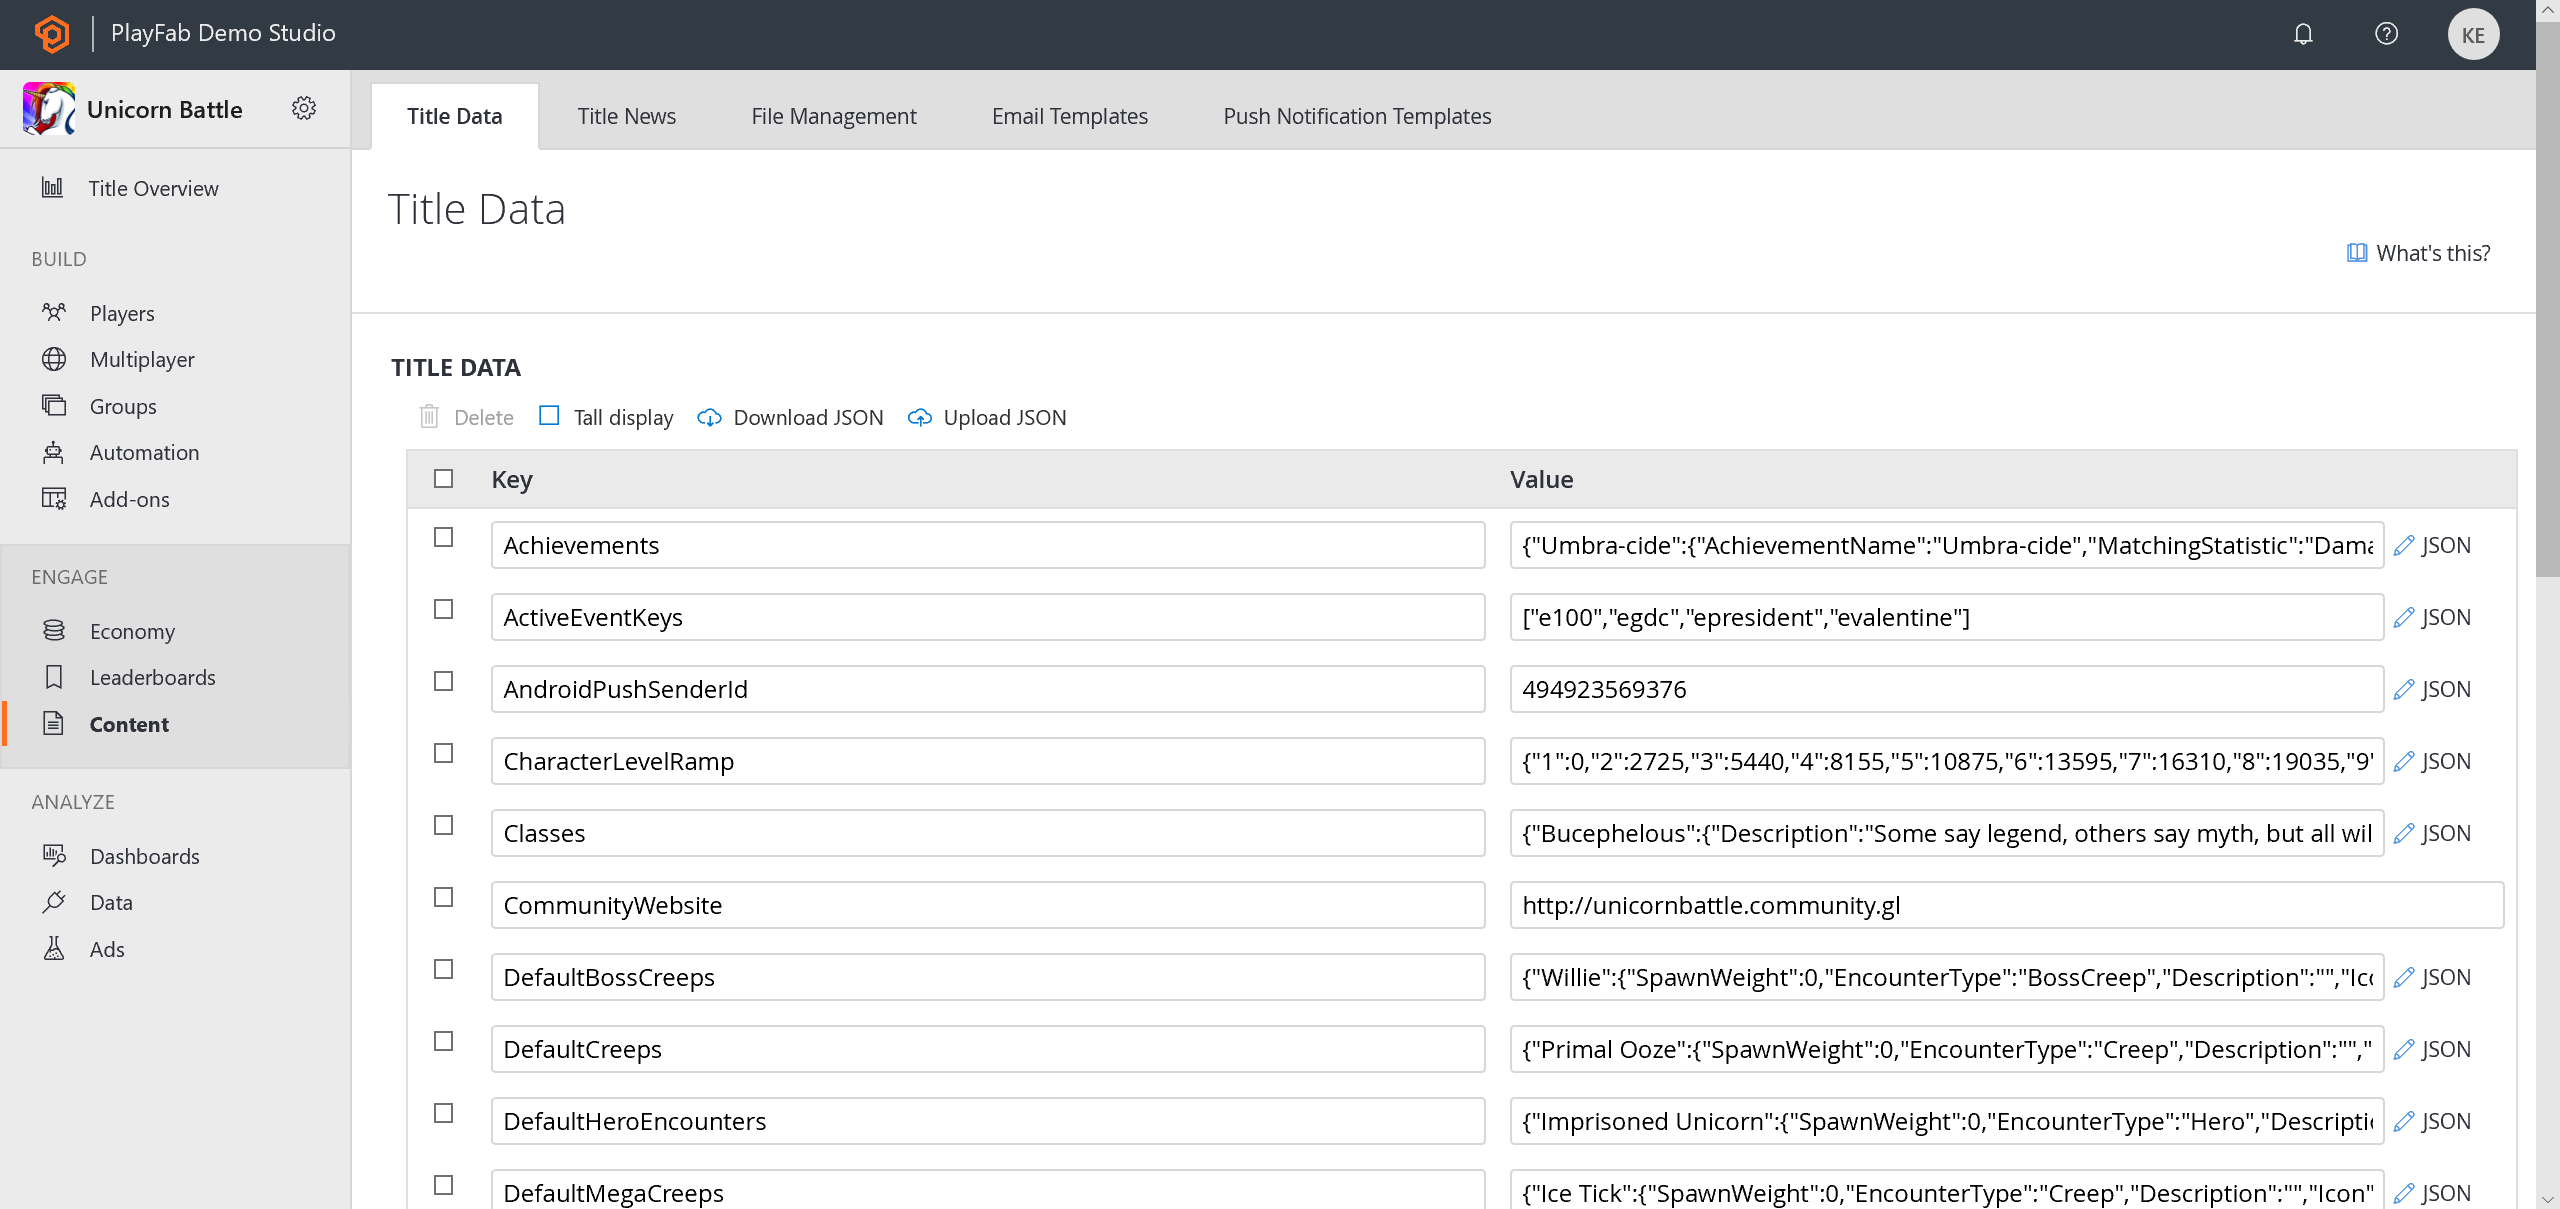 PlayFab Demo Studio
KE
Unicorn Battle
Title Data
Title News
File Management
Email Templates
Push Notification Templates
Title Overview
BUILD
Players
Multiplayer
Groups
Automation
Add-ons
ENGAGE
Economy
Leaderboards
Content
ANALYZE
Dashboards
Data
Ads
Title Data
What's this?
TITLE DATA
Delete
Tall display
Download JSON
Upload JSON
Key Value
Achievements {"Umbra-cide":{"AchievementName":"Umbra-cide","MatchingStatistic":"Dama JSON
ActiveEventKeys ["e100","egdc","epresident","evalentine"] JSON
AndroidPushSenderId 494923569376 JSON
CharacterLevelRamp {"1":0,"2":2725,"3":5440,"4":8155,"5":10875,"6":13595,"7":16310,"8":19035,"9" JSON
Classes {"Bucephelous":{"Description":"Some say legend, others say myth, but all wil JSON
CommunityWebsite http://unicornbattle.community.gl
DefaultBossCreeps {"Willie":{"SpawnWeight":0,"EncounterType":"BossCreep","Description":"","Ico JSON
DefaultCreeps {"Primal Ooze":{"SpawnWeight":0,"EncounterType":"Creep","Description":""," JSON
DefaultHeroEncounters {"Imprisoned Unicorn":{"SpawnWeight":0,"EncounterType":"Hero","Descriptio JSON
DefaultMegaCreeps {"Ice Tick":{"SpawnWeight":0,"EncounterType":"Creep","Description":"","Icon" JSON